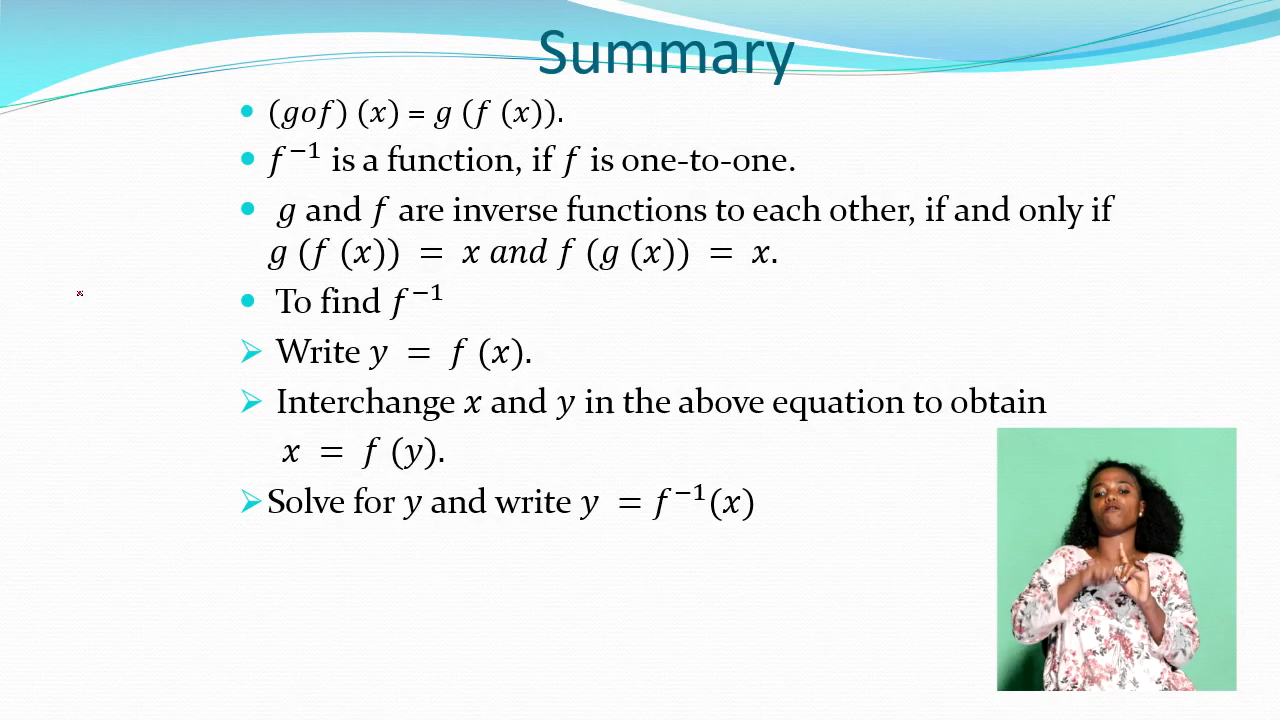 Summary
(gof) (x) = g (f (x)).
f⁻¹ is a function, if f is one-to-one.
g and f are inverse functions to each other, if and only if
g (f (x)) = x and f (g (x)) = x.
To find f⁻¹
Write y = f (x).
Interchange x and y in the above equation to obtain
x = f (y).
Solve for y and write y = f⁻¹(x)